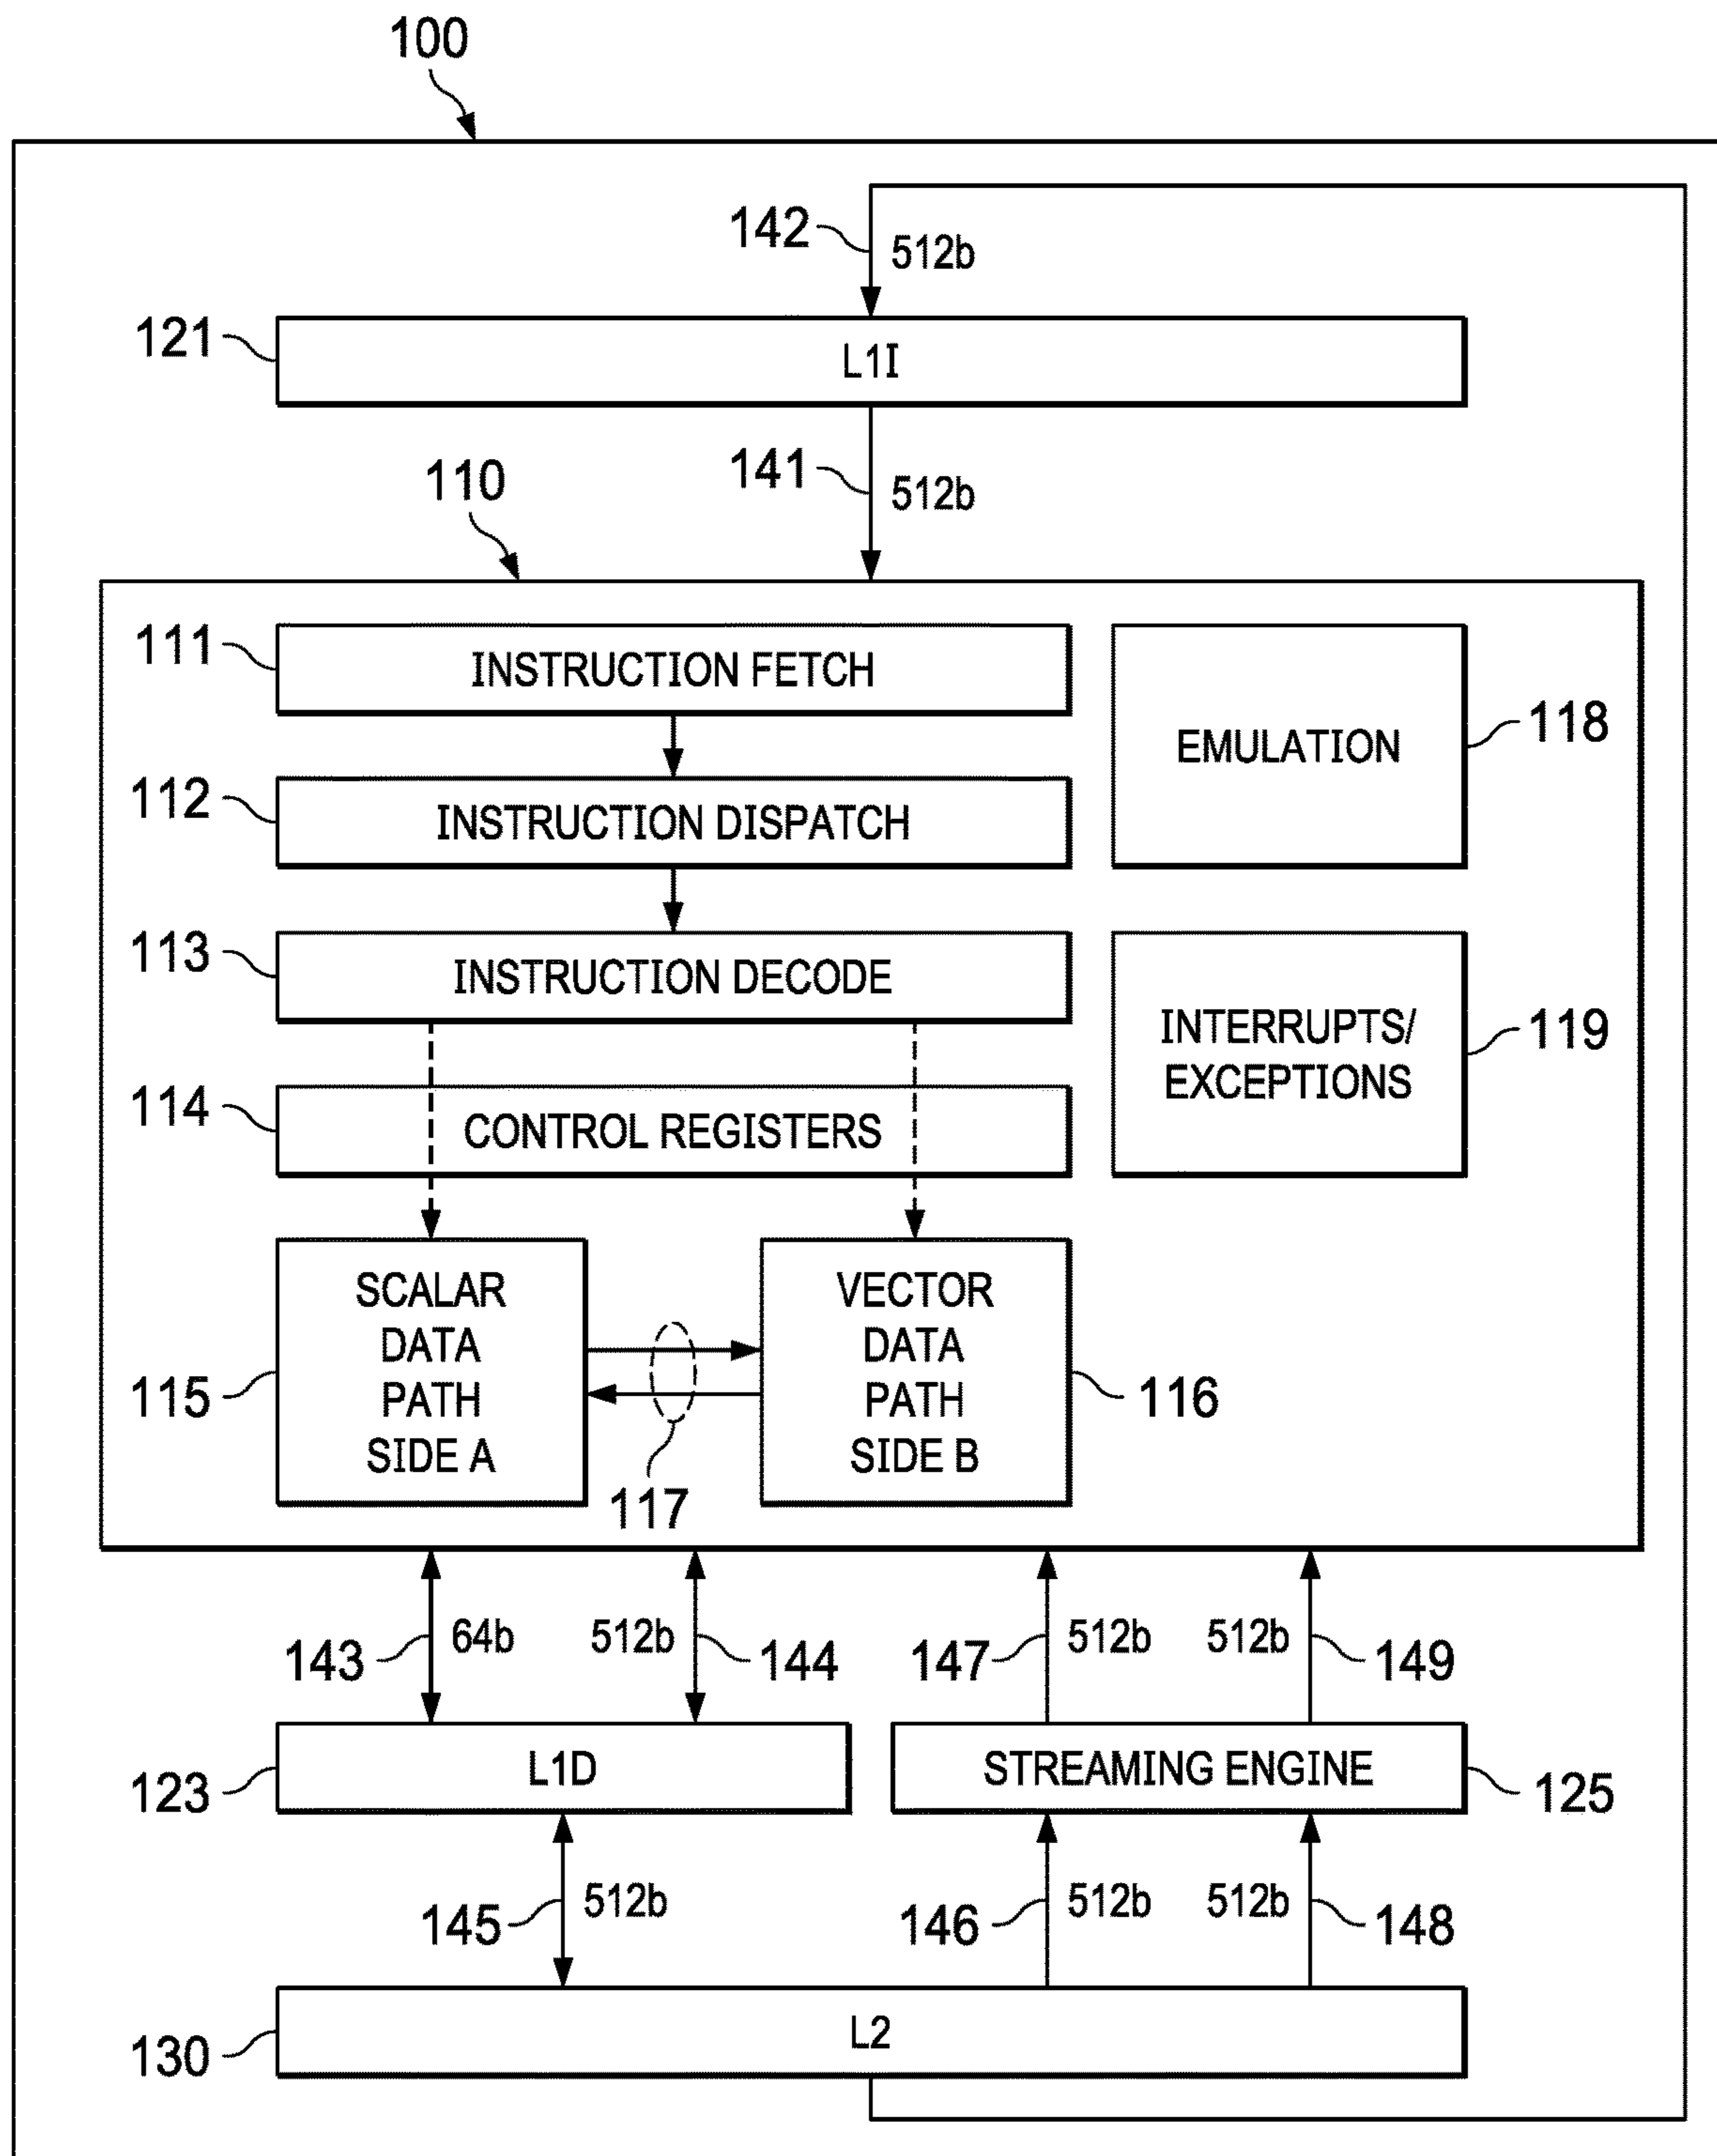 100
142
512b
121
L1I
141
512b
110
111
INSTRUCTION FETCH
118
EMULATION
112
INSTRUCTION DISPATCH
113
INSTRUCTION DECODE
119
INTERRUPTS/
EXCEPTIONS
114
CONTROL REGISTERS
SCALAR
DATA
PATH
SIDE A
115
VECTOR
DATA
PATH
SIDE B
116
117
143
64b
512b
144
147
512b
512b
149
123
L1D
STREAMING ENGINE
125
145
512b
146
512b
512b
148
130
L2